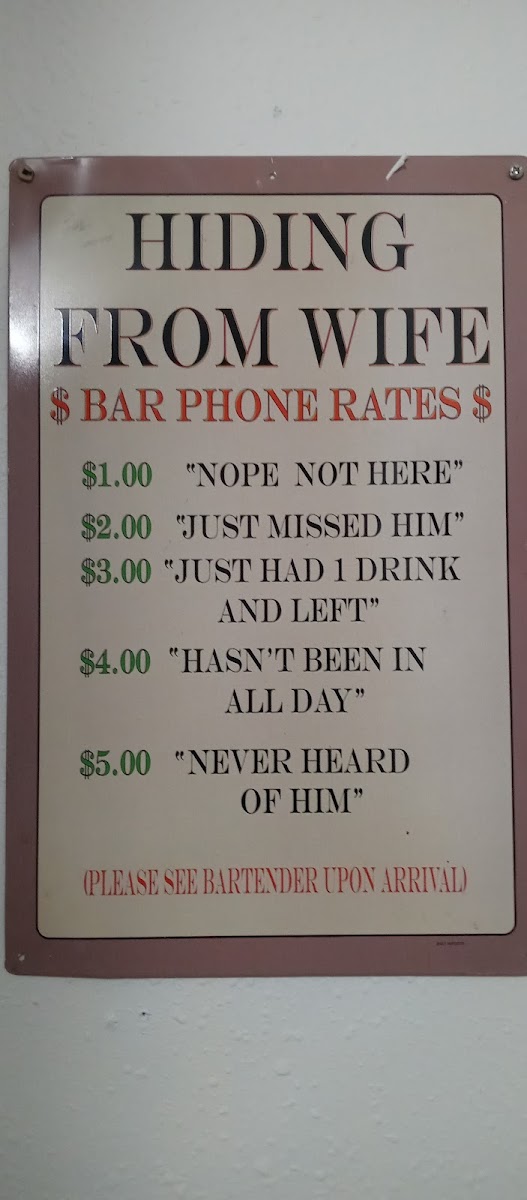 HIDING
FROM WIFE
$ BAR PHONE RATES $
$1.00 "NOPE NOT HERE"
$2.00 "JUST MISSED HIM"
$3.00 "JUST HAD 1 DRINK
AND LEFT"
$4.00 "HASN'T BEEN IN
ALL DAY"
$5.00 "NEVER HEARD
OF HIM"
(PLEASE SEE BARTENDER UPON ARRIVAL)